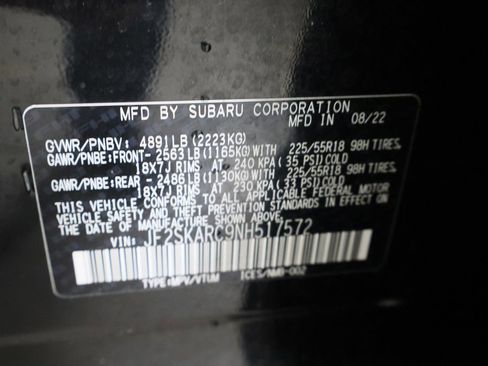 MFD BY SUBARU CORPORATION
MFD IN 08/22
GVWR/PNBV: 4891LB (2223KG)
GAWR/PNBE:FRONT- 2563LB (1165KG) WITH 225/55R18 98H TIRES,
18X7J RIMS AT 240 KPA (35 PSI) COLD
GAWR/PNBE:REAR- 2486LB (1130KG) WITH 225/55R18 98H TIRES,
18X7J RIMS AT 230 KPA (33 PSI) COLD
THIS VEHICLE CONFORMS TO ALL APPLICABLE FEDERAL MOTOR
VEHICLE SAFETY AND THEFT PREVENTION STANDARDS IN EFFECT ON
THE DATE OF MANUFACTURE SHOWN ABOVE.
VIN: JF2SKARC9NH517572
TYPE:MPV/VTUM ICES/NMB-002